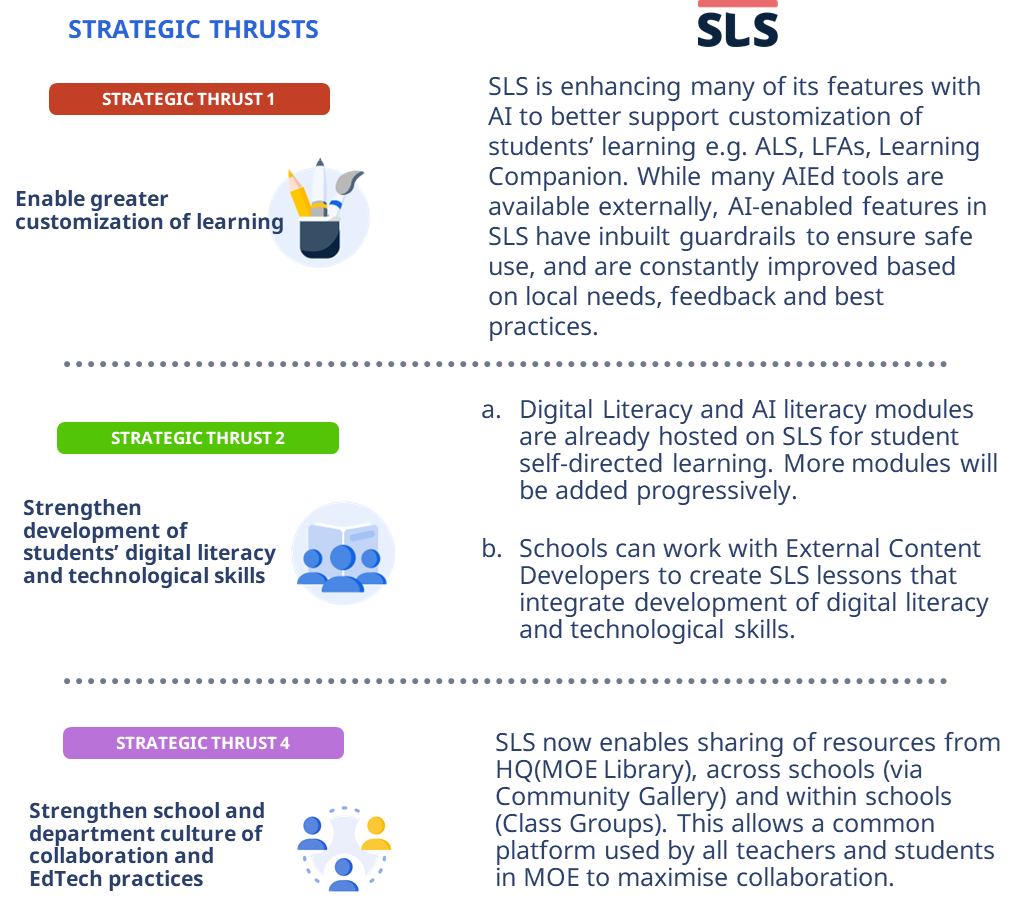 STRATEGIC THRUSTS
SLS
STRATEGIC THRUST 1
Enable greater
customization of learning
SLS is enhancing many of its features with
AI to better support customization of
students’ learning e.g. ALS, LFAs, Learning
Companion. While many AIEd tools are
available externally, AI-enabled features in
SLS have inbuilt guardrails to ensure safe
use, and are constantly improved based
on local needs, feedback and best
practices.
STRATEGIC THRUST 2
Strengthen
development of
students’ digital literacy
and technological skills
a. Digital Literacy and AI literacy modules
are already hosted on SLS for student
self-directed learning. More modules will
be added progressively.
b. Schools can work with External Content
Developers to create SLS lessons that
integrate development of digital literacy
and technological skills.
STRATEGIC THRUST 4
Strengthen school and
department culture of
collaboration and
EdTech practices
SLS now enables sharing of resources from
HQ(MOE Library), across schools (via
Community Gallery) and within schools
(Class Groups). This allows a common
platform used by all teachers and students
in MOE to maximise collaboration.